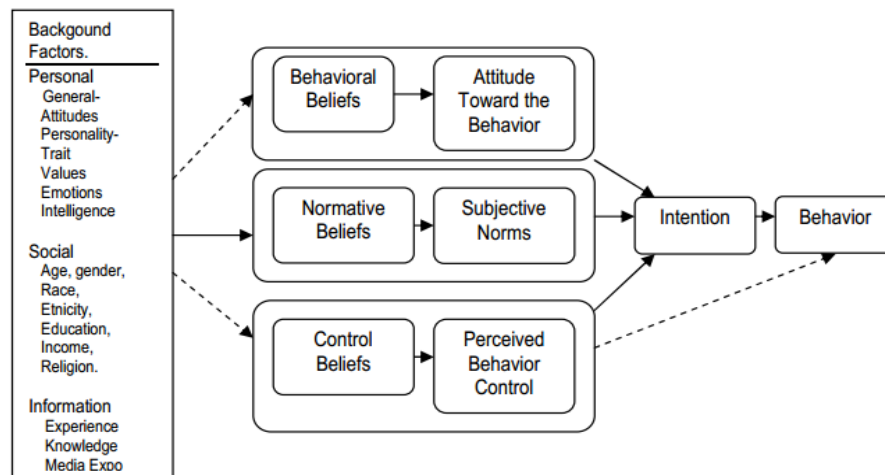 Backgound
Factors.
Personal
General-
Attitudes
Personality-
Trait
Values
Emotions
Intelligence
Social
Age, gender,
Race,
Etnicity,
Education,
Income,
Religion.
Information
Experience
Knowledge
Media Expo
Behavioral
Beliefs
Attitude
Toward the
Behavior
Normative
Beliefs
Subjective
Norms
Control
Beliefs
Perceived
Behavior
Control
Intention
Behavior